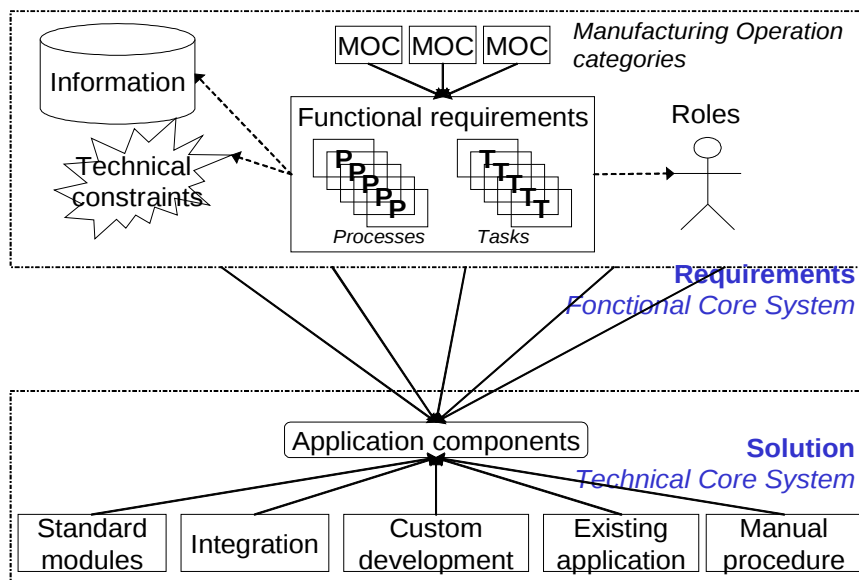 MOC MOC MOC
Manufacturing Operation
categories
Information
Functional requirements
Roles
Technical
constraints
P
P
P
P
P
T
T
T
T
T
Processes
Tasks
Requirements
Fonctional Core System
Application components
Solution
Technical Core System
Standard
modules
Integration
Custom
development
Existing
application
Manual
procedure